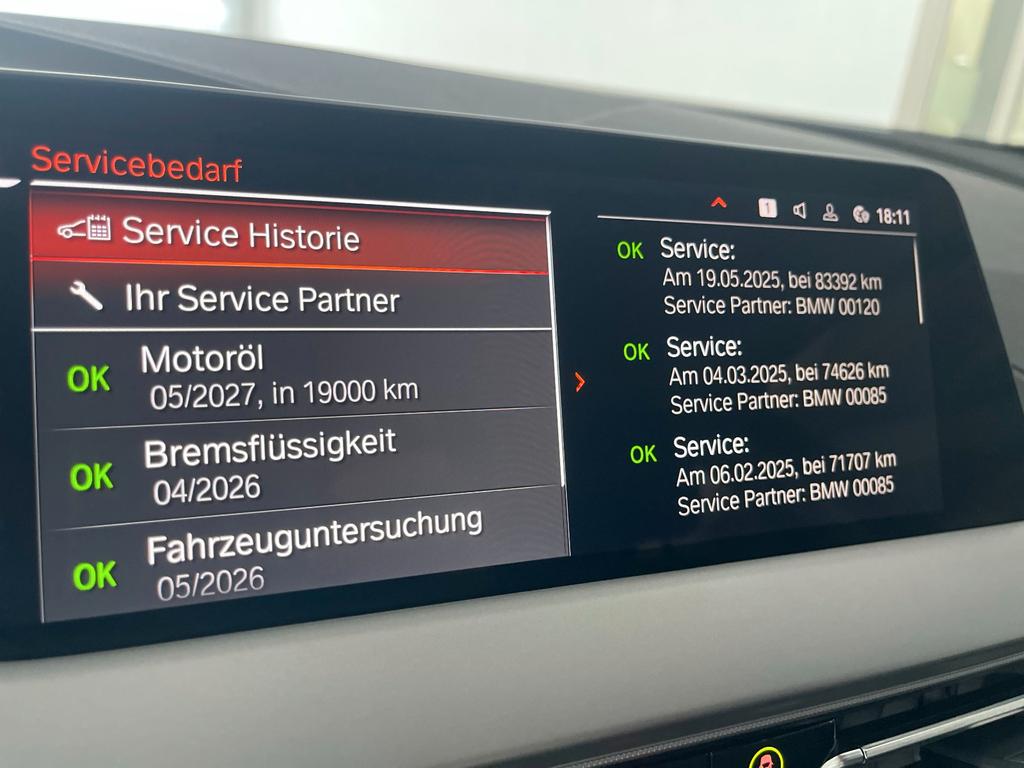 Servicebedarf
Service Historie
Ihr Service Partner
OK
Motoröl
05/2027, in 19000 km
OK
Bremsflüssigkeit
04/2026
OK
Fahrzeuguntersuchung
05/2026
1
18:11
OK
Service:
Am 19.05.2025, bei 83392 km
Service Partner: BMW 00120
OK
Service:
Am 04.03.2025, bei 74626 km
Service Partner: BMW 00085
OK
Service:
Am 06.02.2025, bei 71707 km
Service Partner: BMW 00085